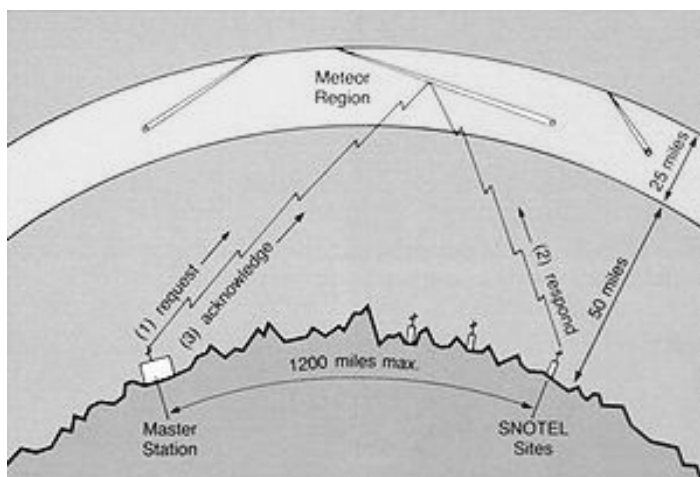 Meteor
Region
25 miles
50 miles
(1) request
(3) acknowledge
(2) respond
1200 miles max.
Master
Station
SNOTEL
Sites